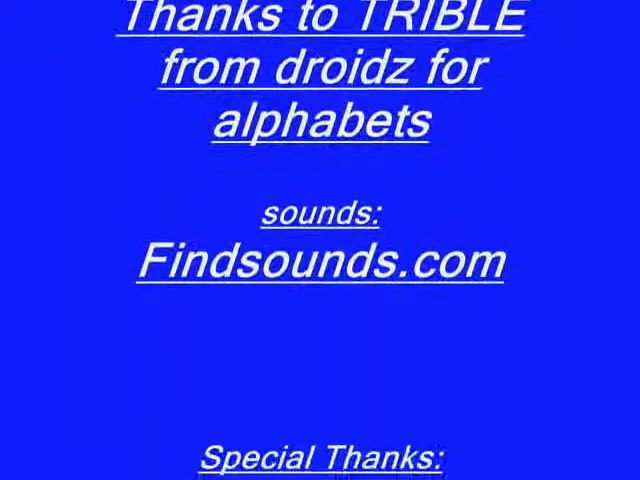 Thanks to TRIBLE
from droidz for
alphabets
sounds:
Findsounds.com
Special Thanks: